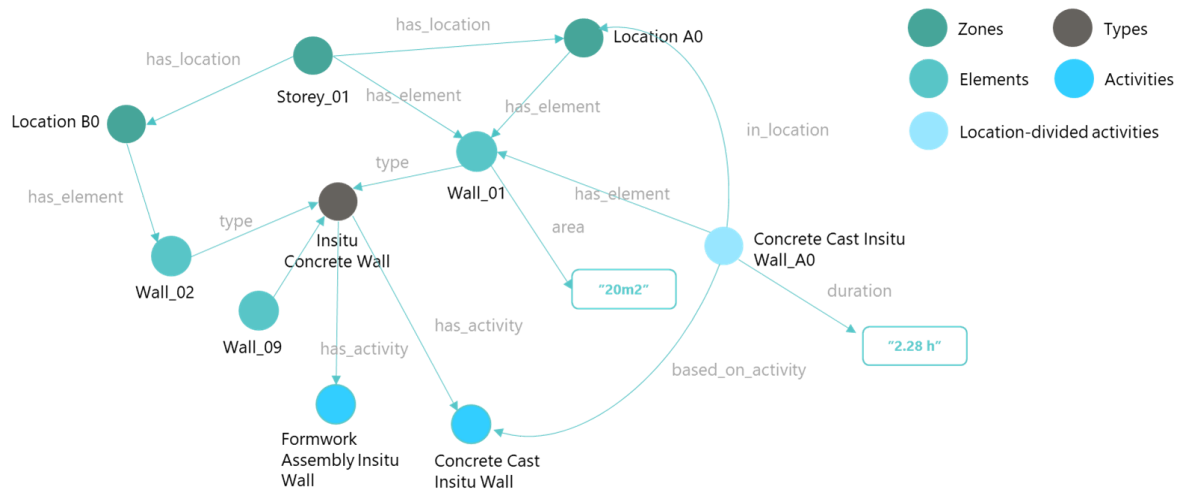 has_location
Location A0
Zones
Types
has_location
Storey_01
has_element
has_element
Elements
Activities
Location B0
in_location
Location-divided activities
type
Wall_01
has_element
has_element
type
area
Insitu
Concrete Wall
Concrete Cast Insitu
Wall_A0
Wall_02
"20m2"
duration
has_activity
Wall_09
has_activity
"2.28 h"
based_on_activity
Formwork
Assembly Insitu
Wall
Concrete Cast
Insitu Wall